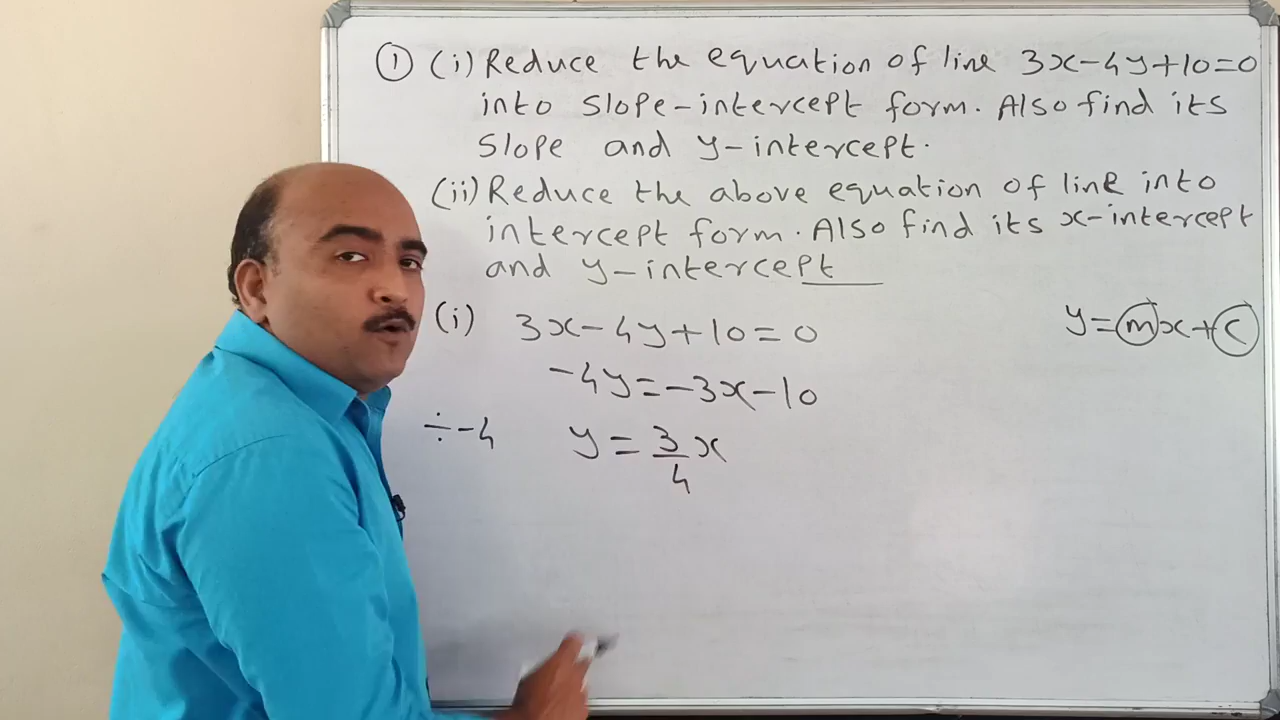 ① (i) Reduce the equation of line 3x-4y+10=0
into Slope-intercept form. Also find its
Slope and y-intercept.
(ii) Reduce the above equation of line into
intercept form. Also find its x-intercept
and y-intercept
(i) 3x-4y+10=0
y=mx+c
-4y=-3x-10
÷-4 y=3/4x